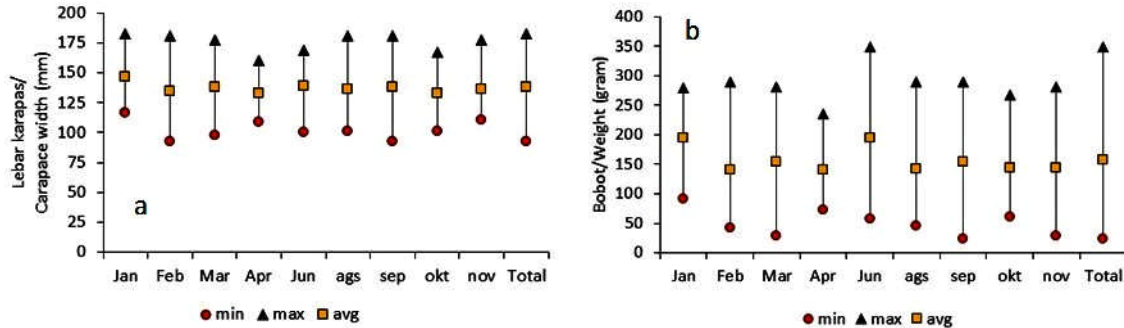 Lebar karapas/
Carapace width (mm)
200
175
150
125
100
75
50
25
0
a
Jan Feb Mar Apr Jun ags sep okt nov Total
min max avg
Bobot/Weight (gram)
400
350
300
250
200
150
100
50
0
b
Jan Feb Mar Apr Jun ags sep okt nov Total
min max avg